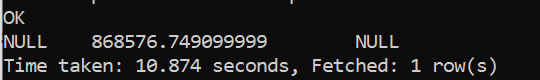 OK
NULL    868576.749099999        NULL
Time taken: 10.874 seconds, Fetched: 1 row(s)